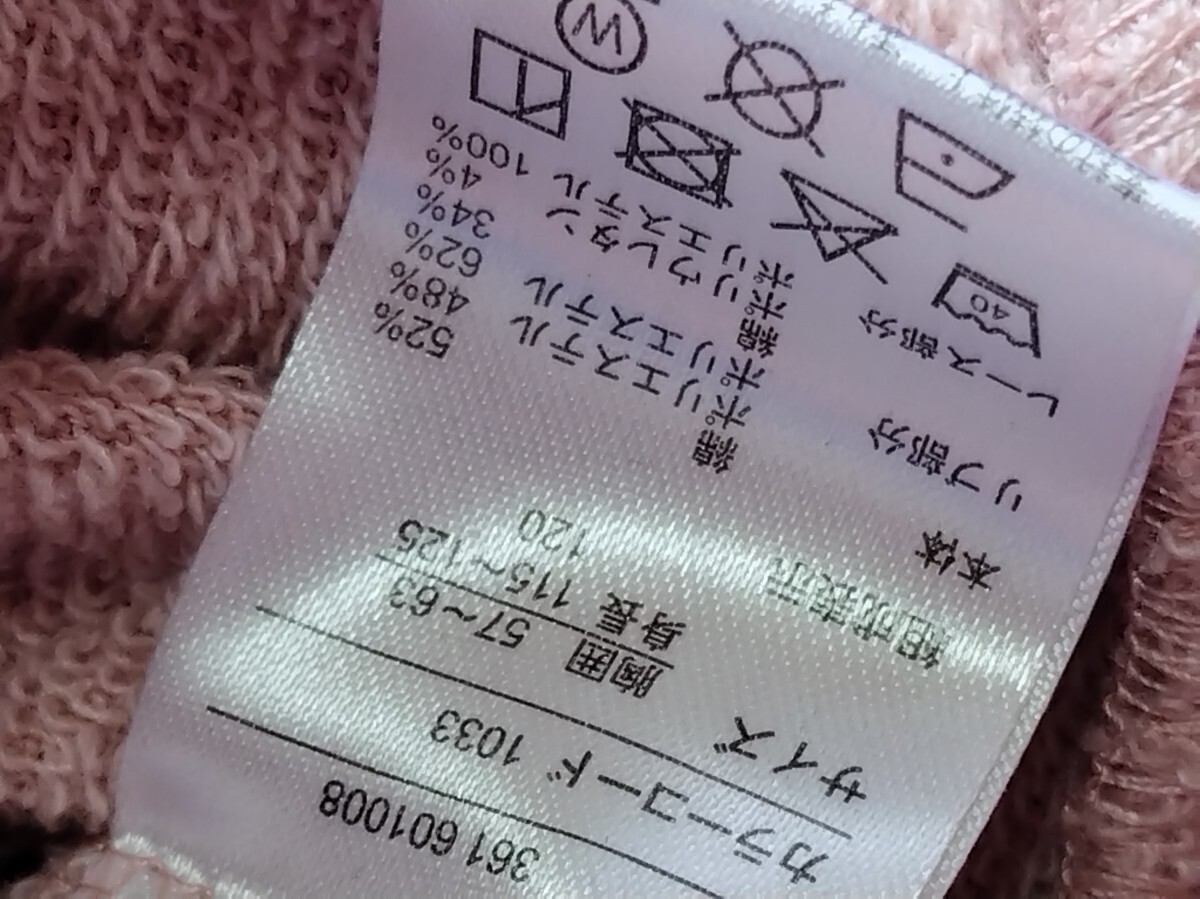 361 601008
カラーコード 1033
サイズ
胸囲 57～63
身長 115～125
120
組成表示
本体
綿 52%
ポリエステル 48%
リブ部分
ポリエステル 62%
綿 34%
ポリウレタン 4%
レース部分
ポリエステル 100%
40
W